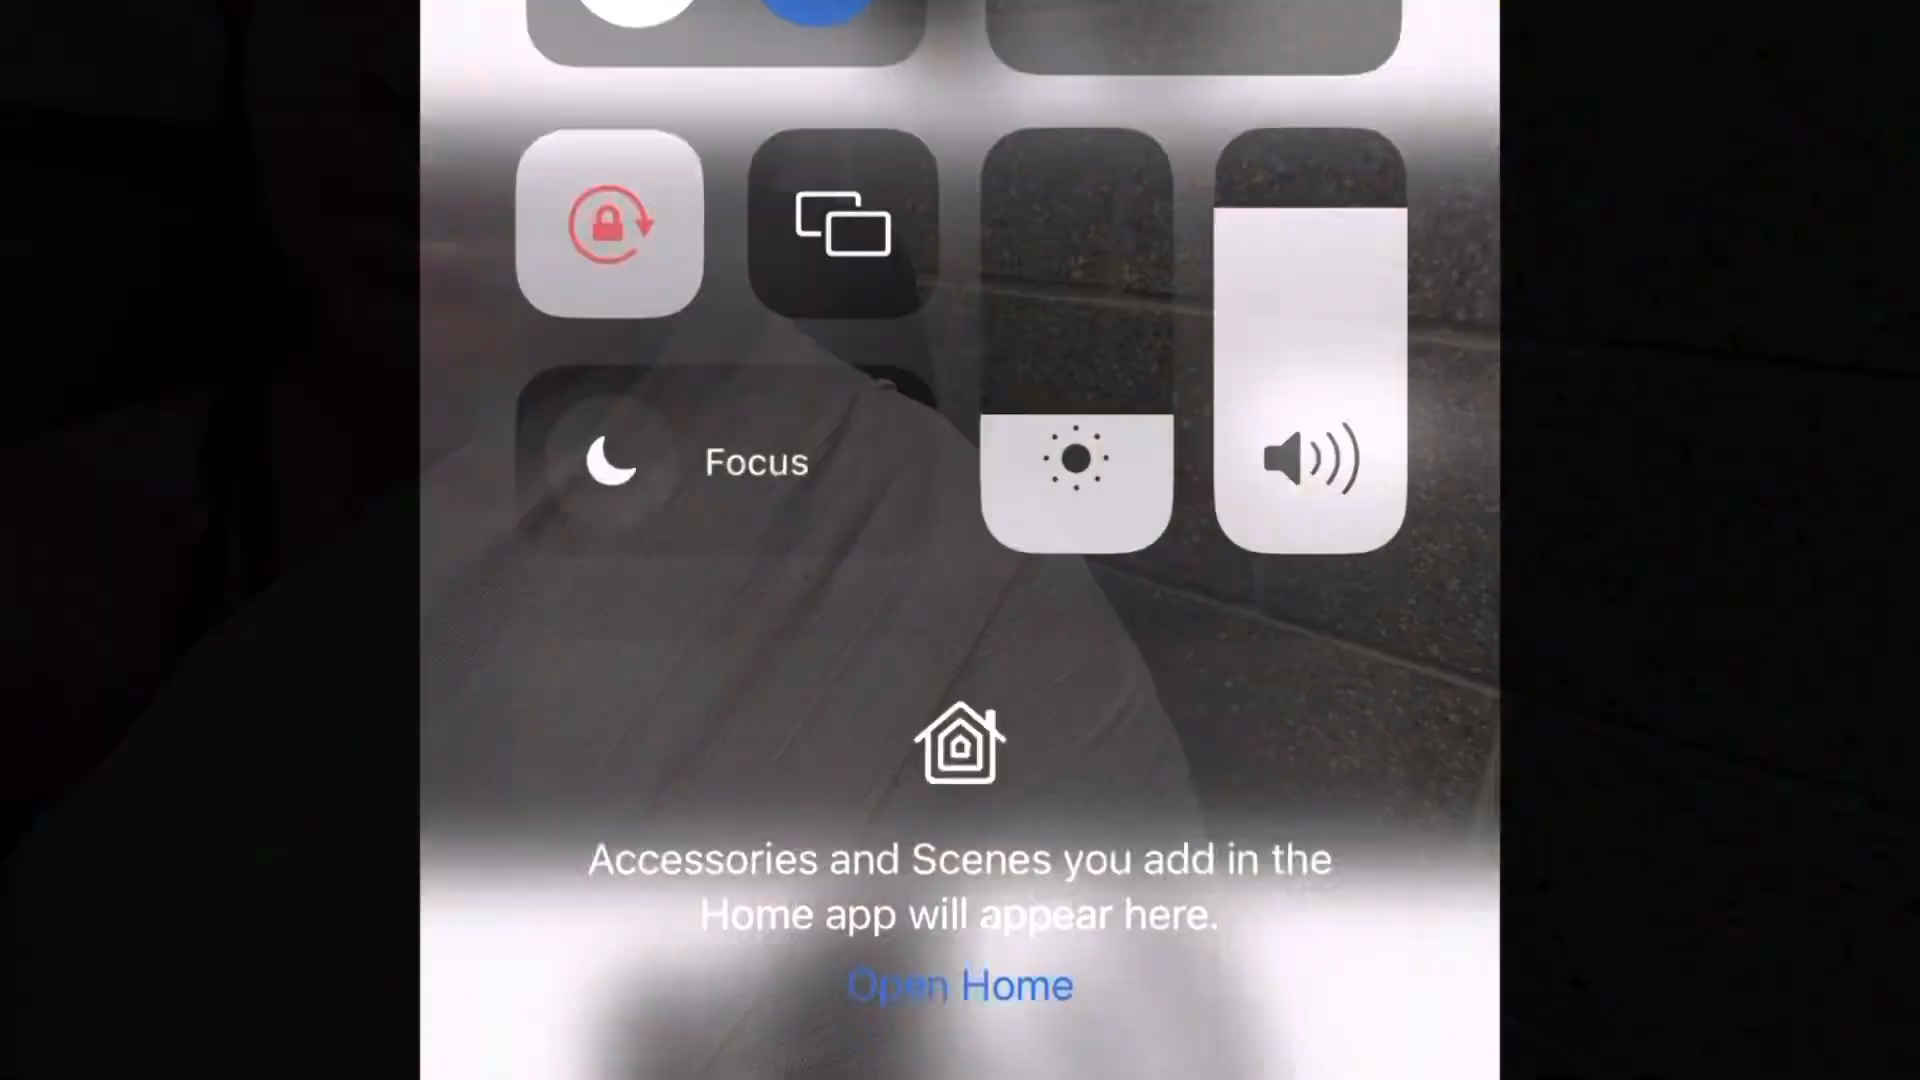 Focus
Accessories and Scenes you add in the
Home app will appear here.
Open Home